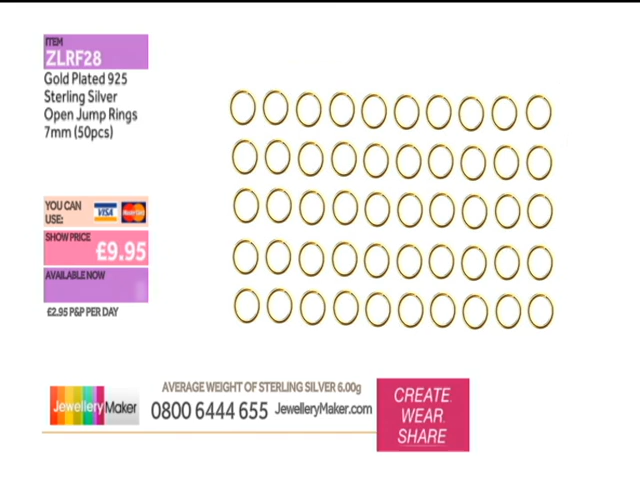 ITEM
ZLRF28
Gold Plated 925
Sterling Silver
Open Jump Rings
7mm (50pcs)
YOU CAN
USE:
VISA
MasterCard
SHOW PRICE
£9.95
AVAILABLE NOW
£2.95 P&P PER DAY
JewelleryMaker
AVERAGE WEIGHT OF STERLING SILVER 6.00g
0800 6444 655 JewelleryMaker.com
CREATE.
WEAR.
SHARE